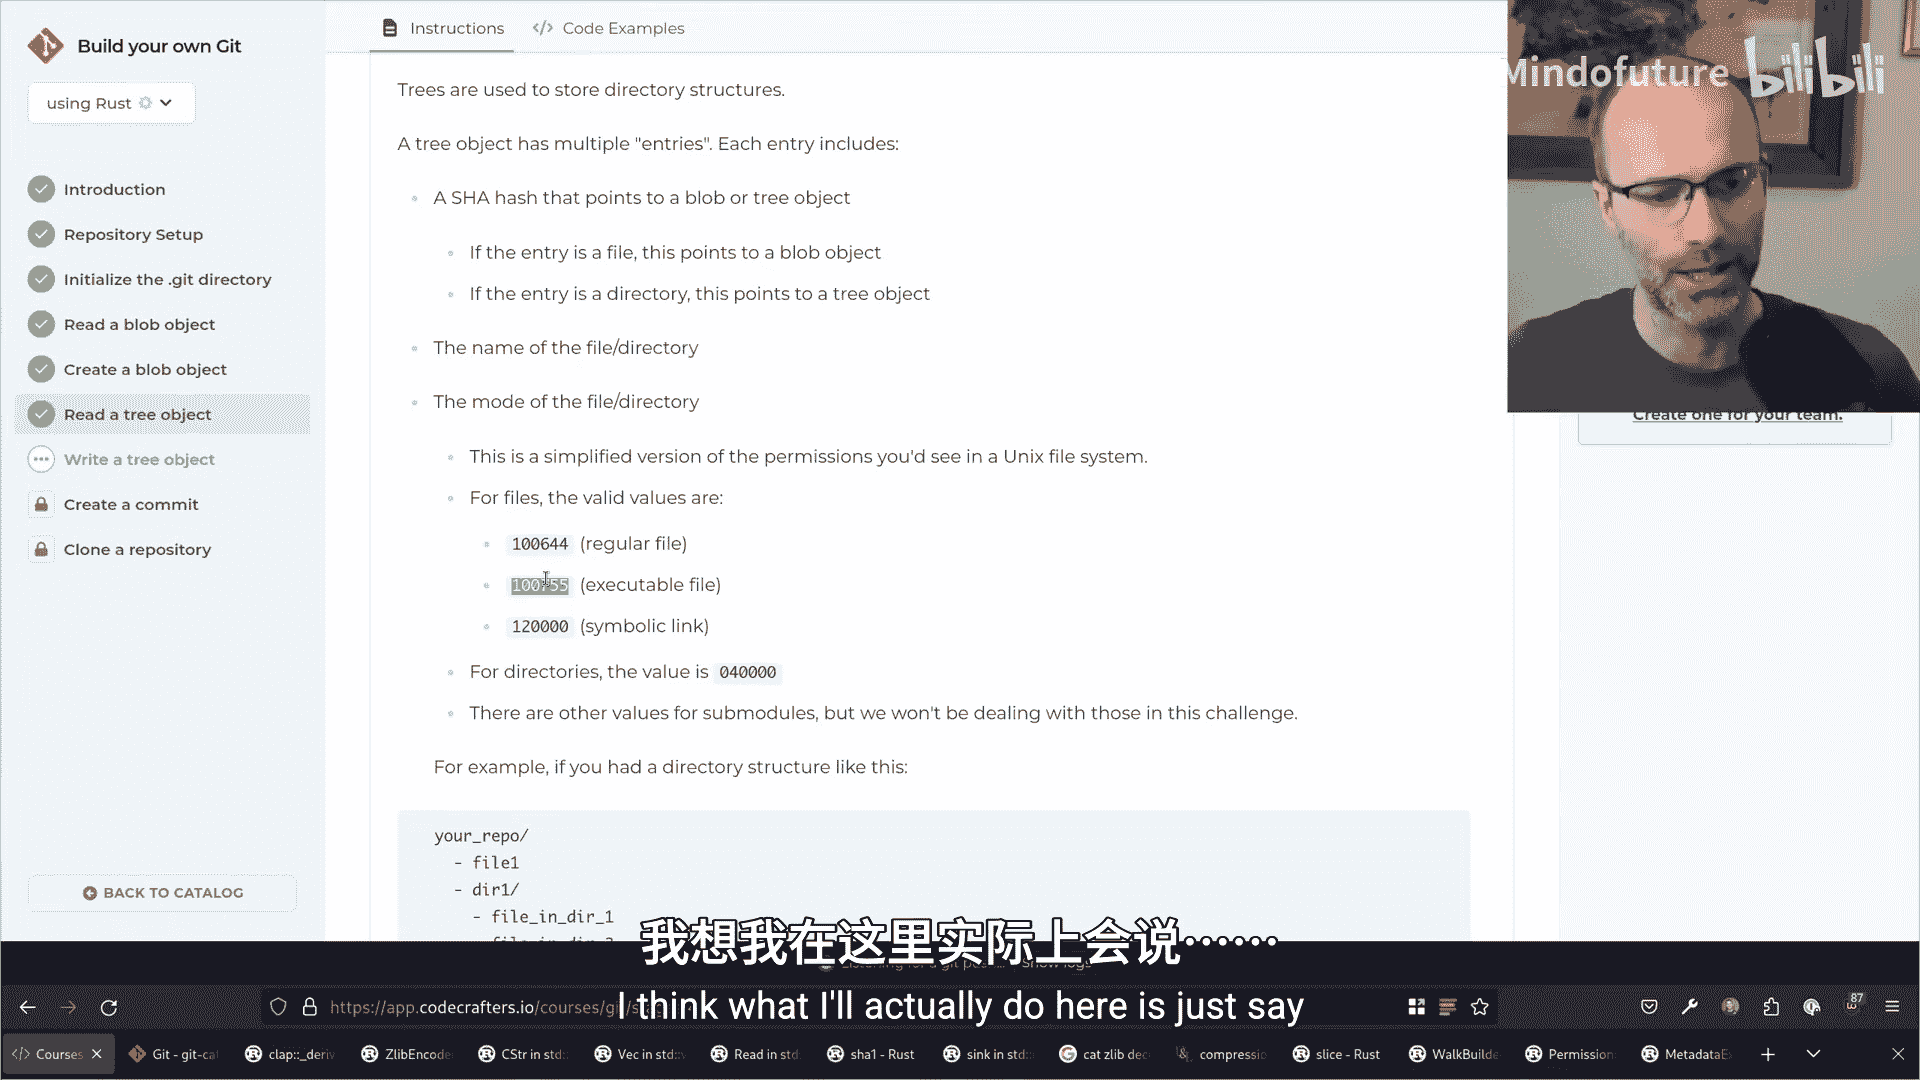 Build your own Git
using Rust
Introduction
Repository Setup
Initialize the .git directory
Read a blob object
Create a blob object
Read a tree object
Write a tree object
Create a commit
Clone a repository
BACK TO CATALOG
Instructions
</> Code Examples
Trees are used to store directory structures.
A tree object has multiple "entries". Each entry includes:
A SHA hash that points to a blob or tree object
If the entry is a file, this points to a blob object
If the entry is a directory, this points to a tree object
The name of the file/directory
The mode of the file/directory
This is a simplified version of the permissions you'd see in a Unix file system.
For files, the valid values are:
100644 (regular file)
100755 (executable file)
120000 (symbolic link)
For directories, the value is 040000
There are other values for submodules, but we won't be dealing with those in this challenge.
For example, if you had a directory structure like this:
your_repo/
- file1
- dir1/
- file_in_dir_1
Mindofuture bilibili
Create one for your team.
我想我在这里实际上会说……
I think what I'll actually do here is just say
https://app.codecrafters.io/courses/gi
87
</> Courses
Git - git-cat
clap::_deriv
ZlibEncode
CStr in std::
Vec in std::v
Read in std
sha1 - Rust
sink in std::
cat zlib dec
compressio
slice - Rust
WalkBuilde
Permission
MetadataE